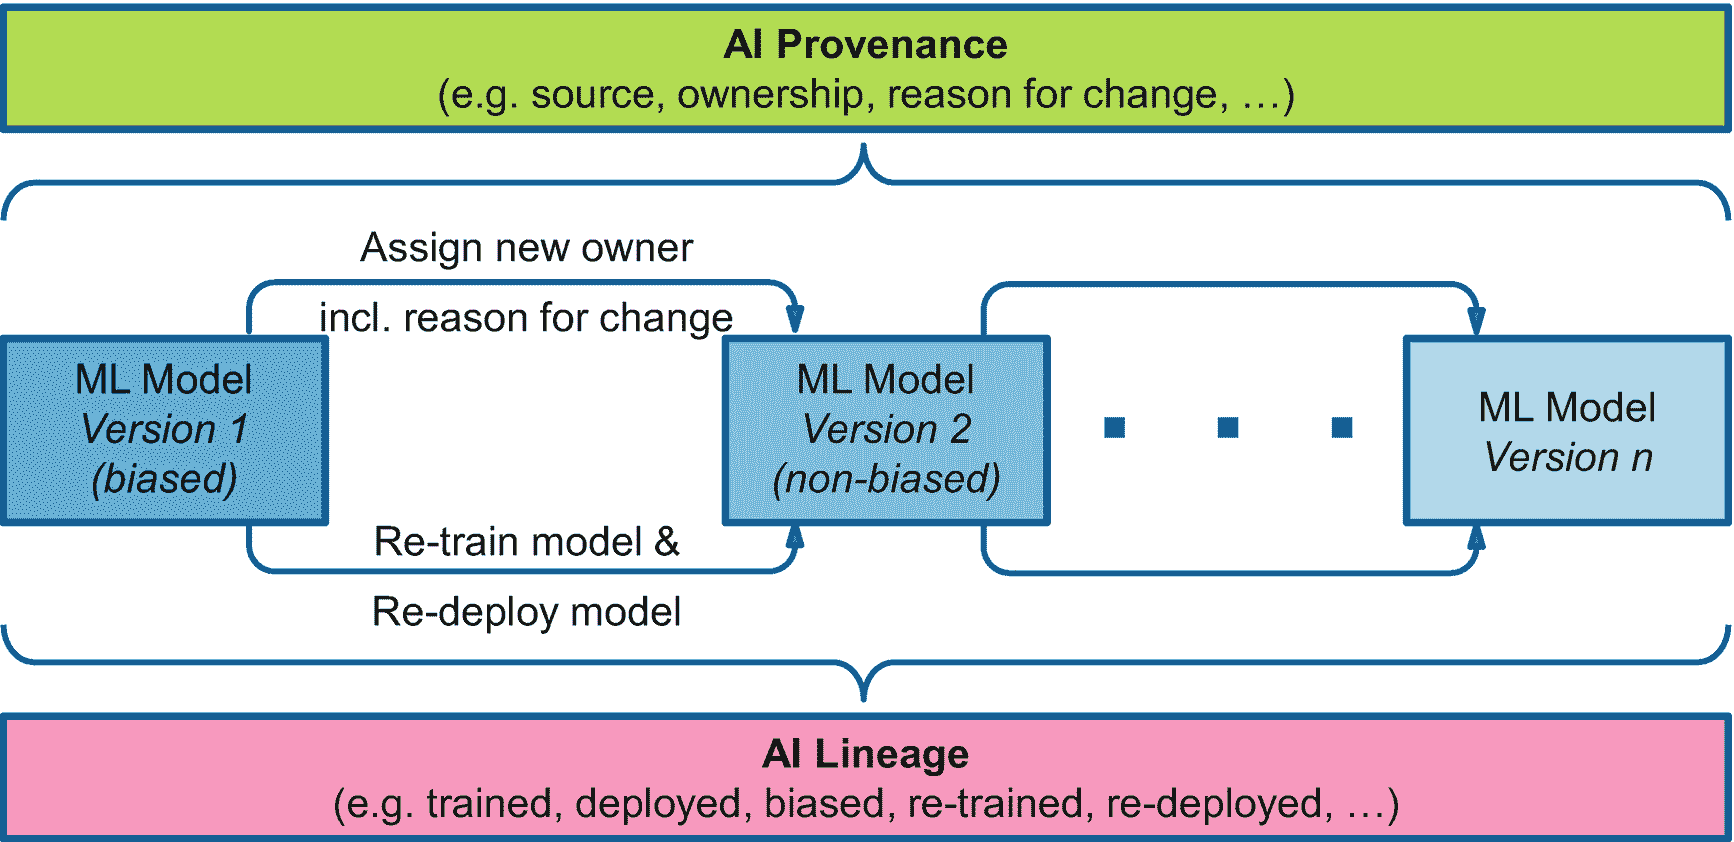 AI Provenance
(e.g. source, ownership, reason for change, …)
Assign new owner
incl. reason for change
ML Model
Version 1
(biased)
ML Model
Version 2
(non-biased)
ML Model
Version n
Re-train model &
Re-deploy model
AI Lineage
(e.g. trained, deployed, biased, re-trained, re-deployed, …)